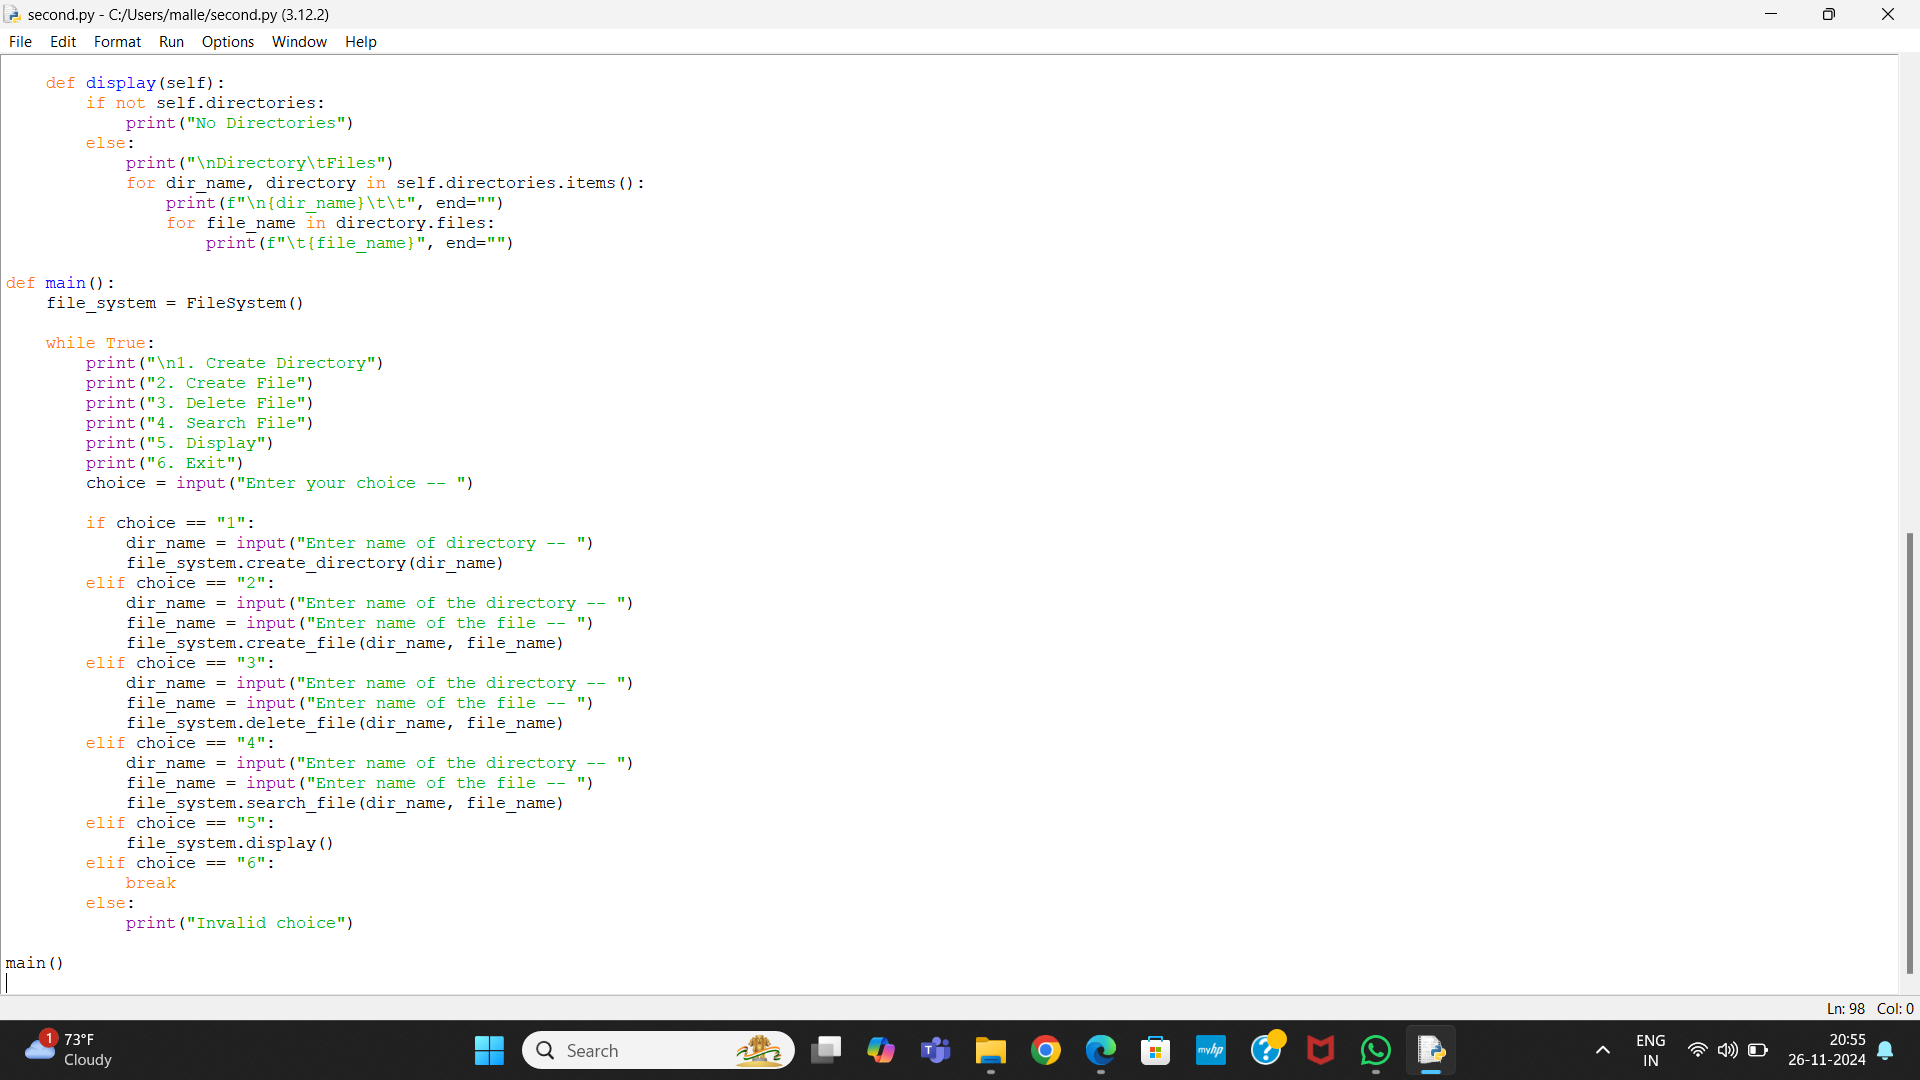 second.py - C:/Users/malle/second.py (3.12.2)
File Edit Format Run Options Window Help
    def display(self):
        if not self.directories:
            print("No Directories")
        else:
            print("\nDirectory\tFiles")
            for dir_name, directory in self.directories.items():
                print(f"\n{dir_name}\t\t", end="")
                for file_name in directory.files:
                    print(f"\t{file_name}", end="")
def main():
    file_system = FileSystem()
    while True:
        print("\n1. Create Directory")
        print("2. Create File")
        print("3. Delete File")
        print("4. Search File")
        print("5. Display")
        print("6. Exit")
        choice = input("Enter your choice -- ")
        if choice == "1":
            dir_name = input("Enter name of directory -- ")
            file_system.create_directory(dir_name)
        elif choice == "2":
            dir_name = input("Enter name of the directory -- ")
            file_name = input("Enter name of the file -- ")
            file_system.create_file(dir_name, file_name)
        elif choice == "3":
            dir_name = input("Enter name of the directory -- ")
            file_name = input("Enter name of the file -- ")
            file_system.delete_file(dir_name, file_name)
        elif choice == "4":
            dir_name = input("Enter name of the directory -- ")
            file_name = input("Enter name of the file -- ")
            file_system.search_file(dir_name, file_name)
        elif choice == "5":
            file_system.display()
        elif choice == "6":
            break
        else:
            print("Invalid choice")
main()
Ln: 98 Col: 0
1
73°F
Cloudy
Search
myhp
ENG
IN
20:55
26-11-2024